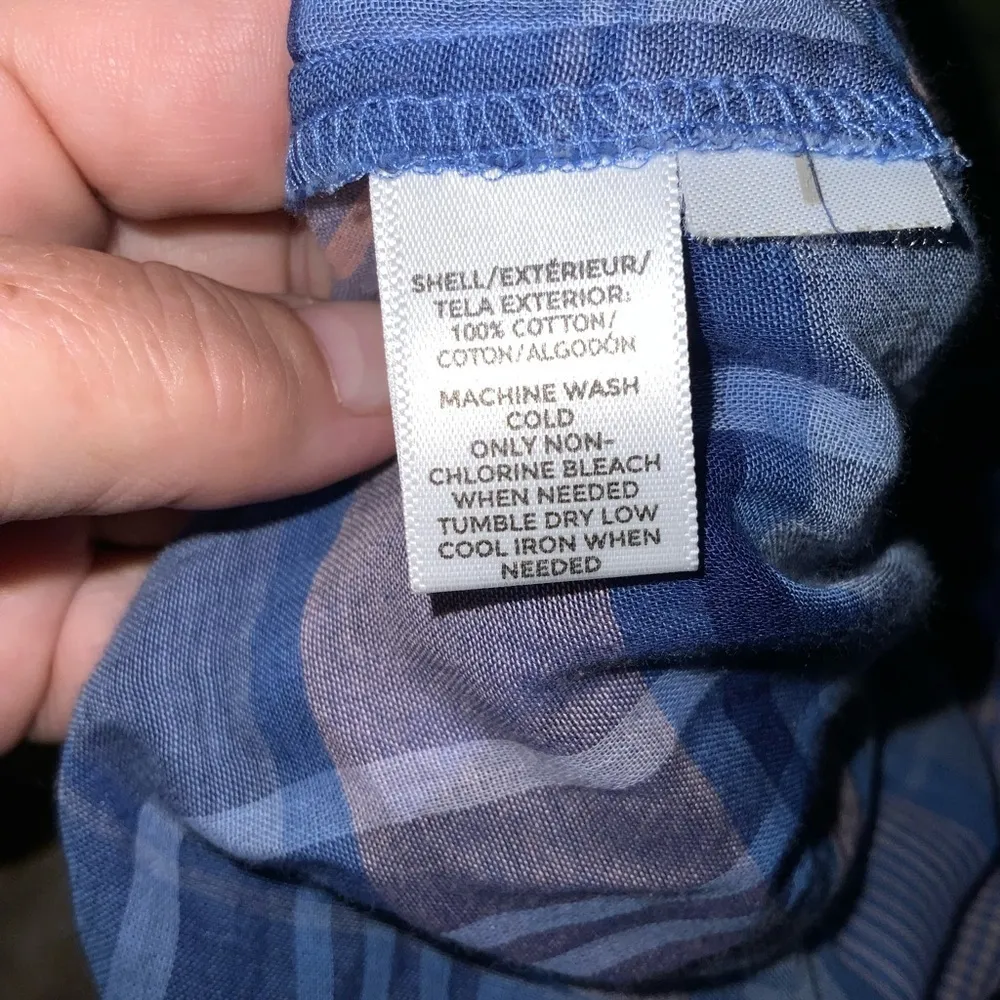 SHELL/EXTÉRIEUR/
TELA EXTERIOR:
100% COTTON/
COTON/ALGODÓN
MACHINE WASH
COLD
ONLY NON-
CHLORINE BLEACH
WHEN NEEDED
TUMBLE DRY LOW
COOL IRON WHEN
NEEDED